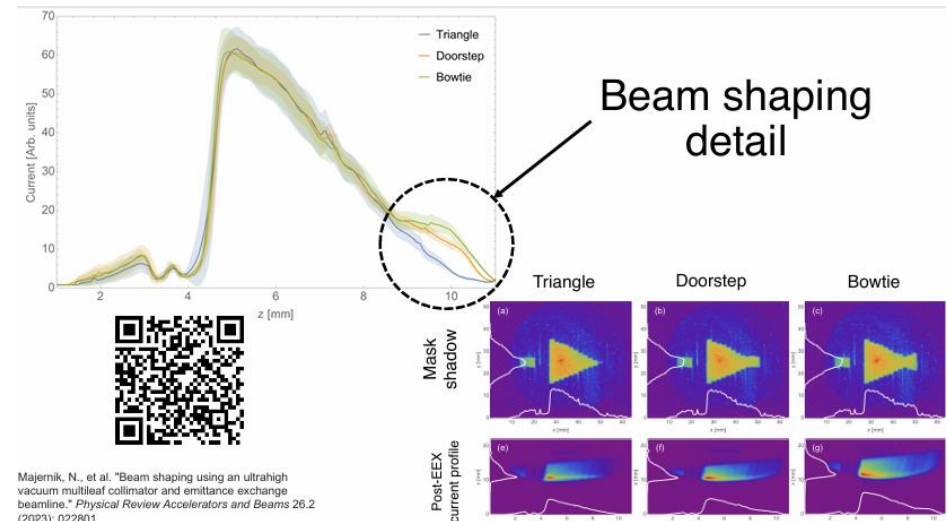 70
60
50
40
30
20
10
0
Current [Arb. units]
Triangle
Doorstep
Bowtie
2
4
6
8
10
z [mm]
Beam shaping
detail
Triangle
Doorstep
Bowtie
Mask
shadow
(a)
(b)
(c)
Post-EEX
current profile
(e)
(f)
(g)
Majernik, N., et al. "Beam shaping using an ultrahigh
vacuum multileaf collimator and emittance exchange
beamline." Physical Review Accelerators and Beams 26.2
(2023): 022801.